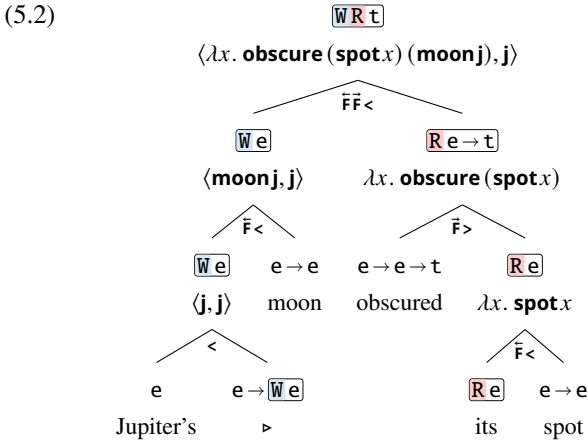 (5.2)
W R t
⟨λx. obscure (spot x) (moon j), j⟩
F⃖F⃗<
W e R e→t
⟨moon j, j⟩ λx. obscure (spot x)
F⃖< F⃗>
W e e→e e→e→t R e
⟨j, j⟩ moon obscured λx. spot x
< F⃖<
e e→W e R e e→e
Jupiter's ▹ its spot